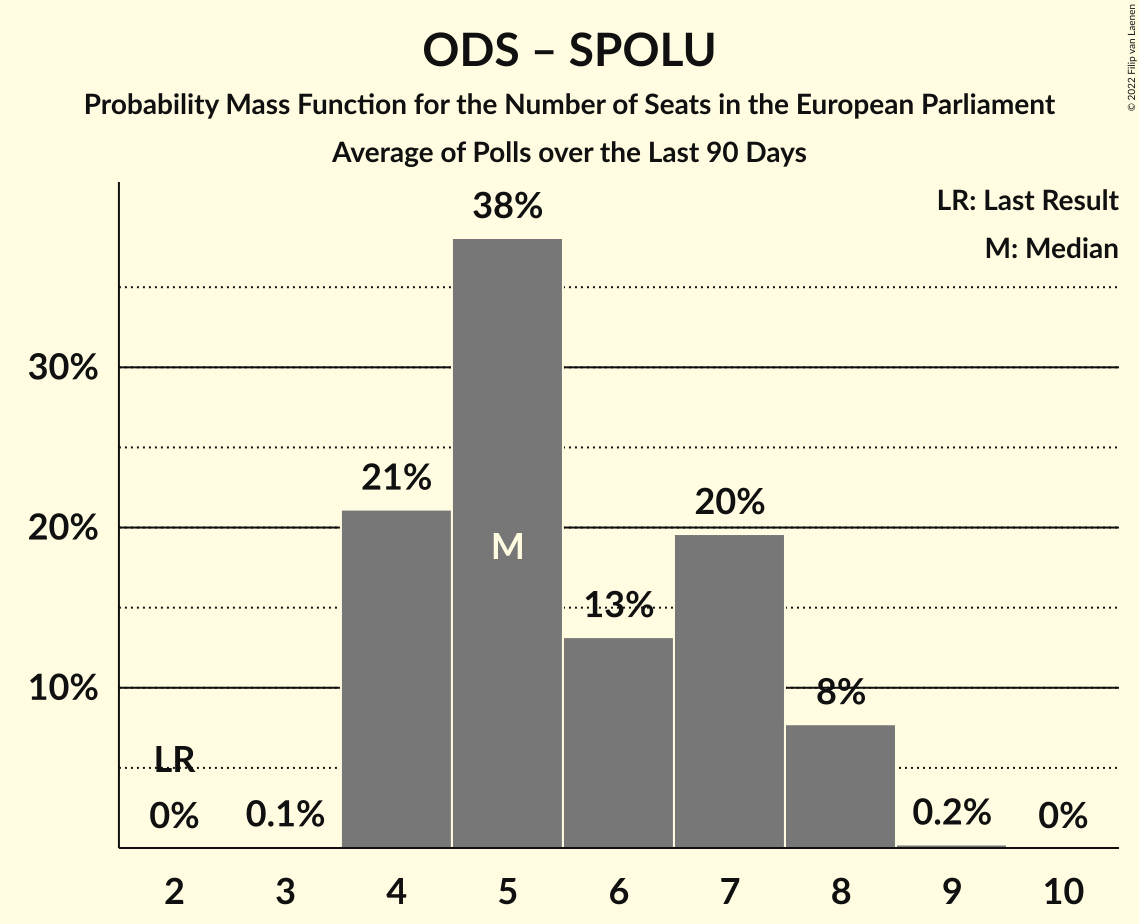 ODS – SPOLU
Probability Mass Function for the Number of Seats in the European Parliament
Average of Polls over the Last 90 Days
© 2022 Filip van Laenen
LR: Last Result
M: Median
38%
30%
21%
20%
20%
M
13%
10%
8%
LR
0%
0.1%
0.2%
0%
2 3 4 5 6 7 8 9 10